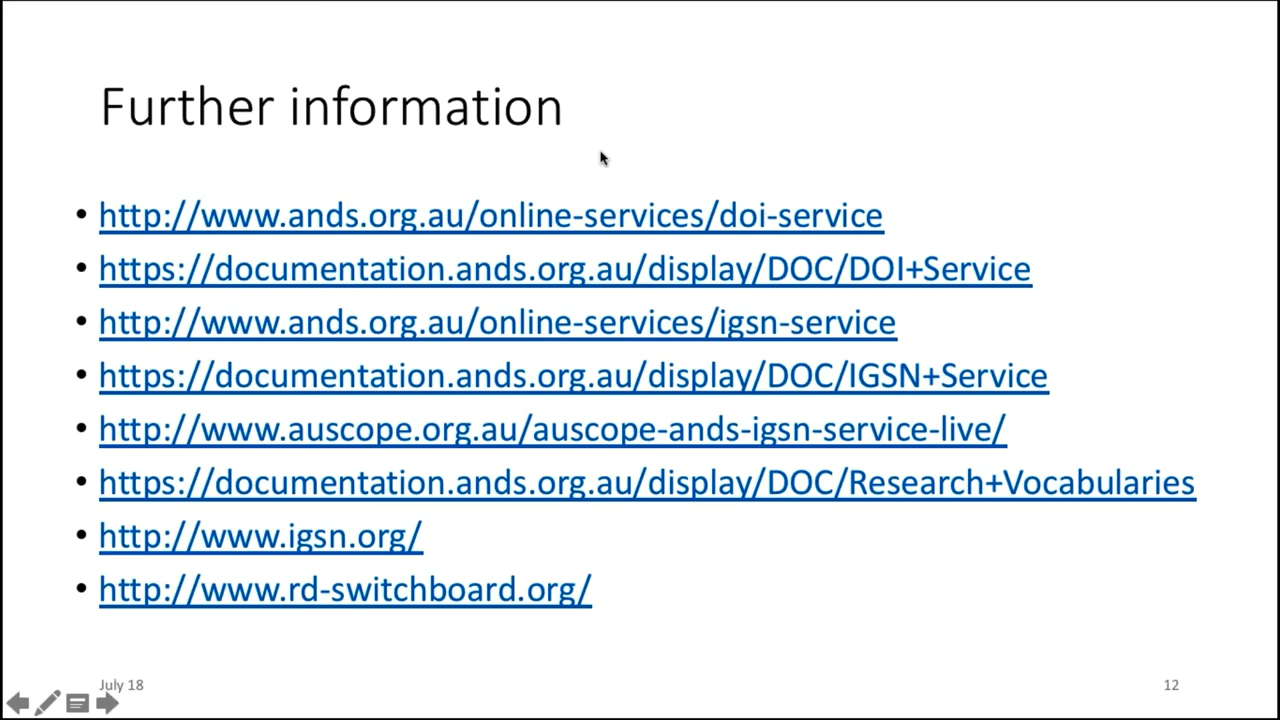 Further information
• http://www.ands.org.au/online-services/doi-service
• https://documentation.ands.org.au/display/DOC/DOI+Service
• http://www.ands.org.au/online-services/igsn-service
• https://documentation.ands.org.au/display/DOC/IGSN+Service
• http://www.auscope.org.au/auscope-ands-igsn-service-live/
• https://documentation.ands.org.au/display/DOC/Research+Vocabularies
• http://www.igsn.org/
• http://www.rd-switchboard.org/
July 18
12